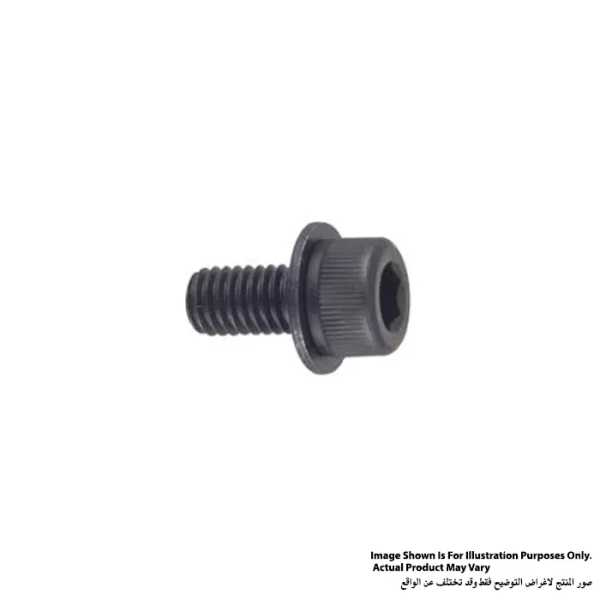 Image Shown Is For Illustration Purposes Only.
Actual Product May Vary
صور المنتج لاغراض التوضيح فقط وقد تختلف عن الواقع